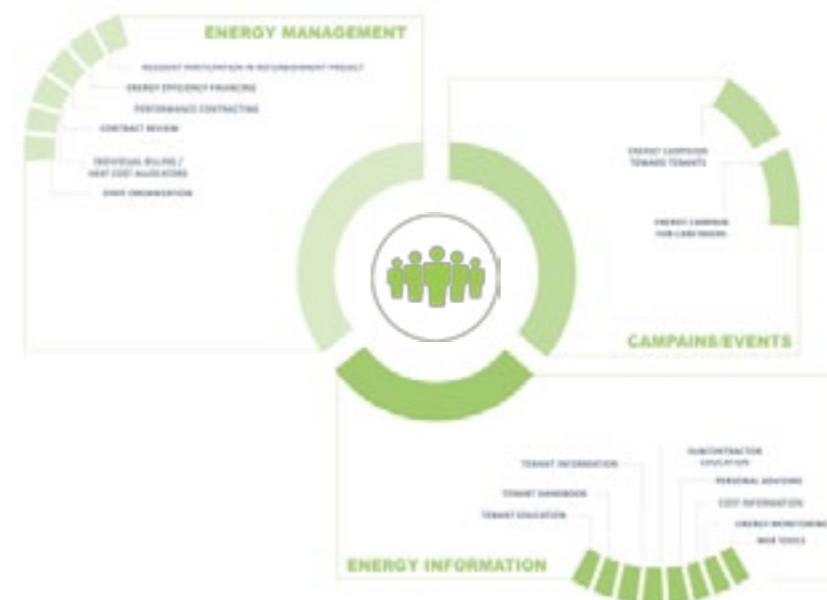 ENERGY MANAGEMENT
RESIDENT PARTICIPATION IN REFURBISHMENT PROJECT
ENERGY EFFICIENCY FINANCING
PERFORMANCE CONTRACTING
CONTRACT REVIEW
INDIVIDUAL BILLING /
HEAT COST ALLOCATORS
ENERGY CAMPAIGN
TOWARD TENANTS
ENERGY CAMPAIGN
FOR CARETAKERS
CAMPAINS/EVENTS
TENANT INFORMATION
TENANT HANDBOOK
TENANT EDUCATION
SUBCONTRACTOR
EDUCATION
PERSONAL ADVISING
COST INFORMATION
ENERGY MONITORING
WEB TOOLS
ENERGY INFORMATION